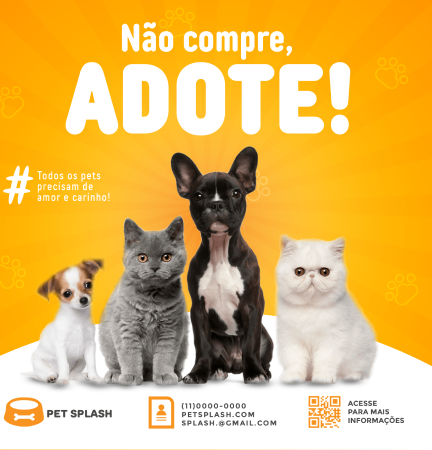 Não compre,
ADOTE!
# Todos os pets
precisam de
amor e carinho!
PET SPLASH
(11)0000-0000
PETSPLASH.COM
SPLASH.@GMAIL.COM
ACESSE
PARA MAIS
INFORMAÇÕES